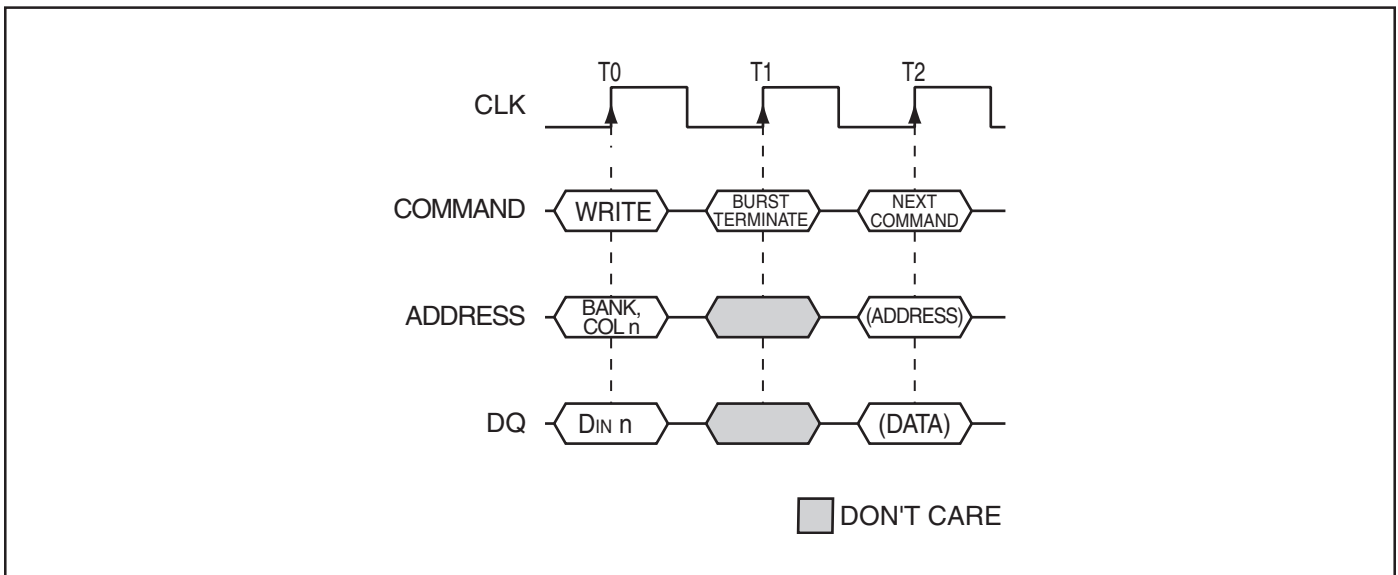 T0 T1 T2
CLK
COMMAND WRITE BURST TERMINATE NEXT COMMAND
ADDRESS BANK, COL n (ADDRESS)
DQ DIN n (DATA)
DON'T CARE